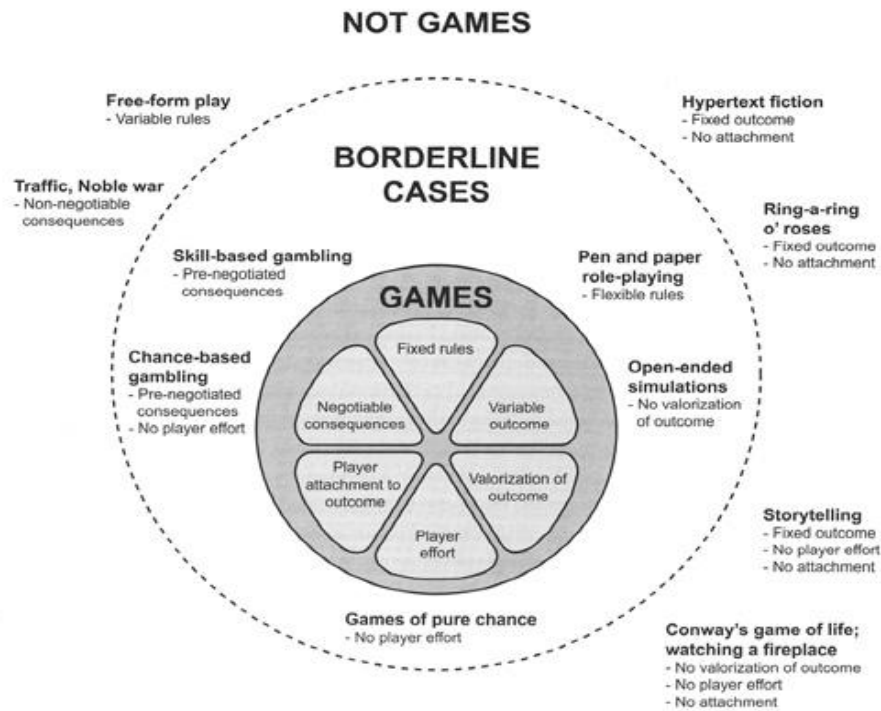 NOT GAMES
Free-form play
- Variable rules
Hypertext fiction
- Fixed outcome
- No attachment
BORDERLINE
CASES
Traffic, Noble war
- Non-negotiable
consequences
Ring-a-ring
o' roses
- Fixed outcome
- No attachment
Skill-based gambling
- Pre-negotiated
consequences
Pen and paper
role-playing
- Flexible rules
GAMES
Fixed rules
Chance-based
gambling
- Pre-negotiated
consequences
- No player effort
Negotiable
consequences
Variable
outcome
Open-ended
simulations
- No valorization
of outcome
Player
attachment to
outcome
Valorization of
outcome
Player
effort
Storytelling
- Fixed outcome
- No player effort
- No attachment
Games of pure chance
- No player effort
Conway's game of life;
watching a fireplace
- No valorization of outcome
- No player effort
- No attachment